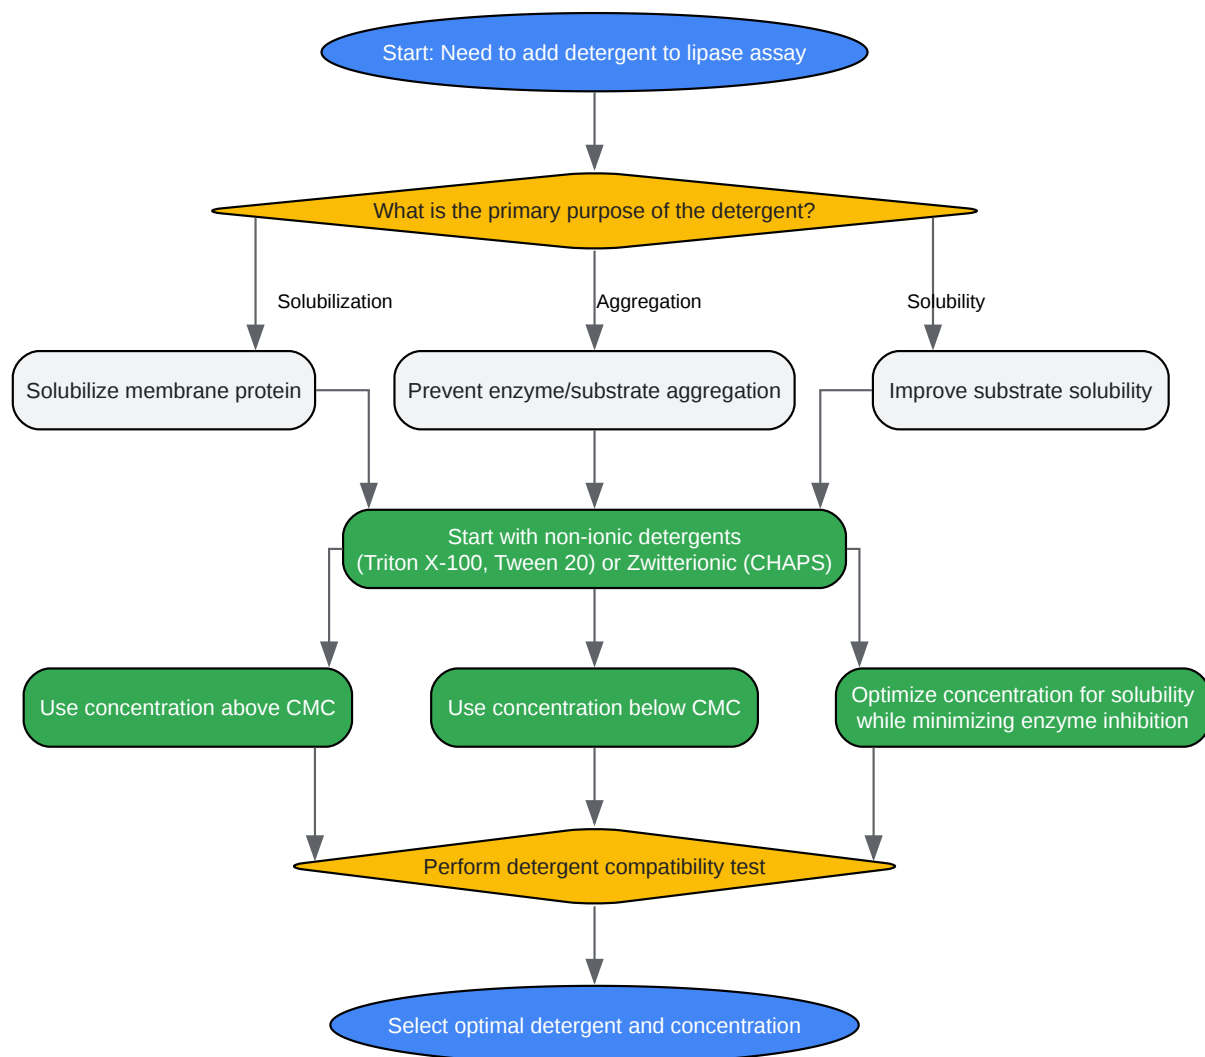 Start: Need to add detergent to lipase assay
What is the primary purpose of the detergent?
Solubilization
Aggregation
Solubility
Solubilize membrane protein
Prevent enzyme/substrate aggregation
Improve substrate solubility
Start with non-ionic detergents
(Triton X-100, Tween 20) or Zwitterionic (CHAPS)
Use concentration above CMC
Use concentration below CMC
Optimize concentration for solubility
while minimizing enzyme inhibition
Perform detergent compatibility test
Select optimal detergent and concentration